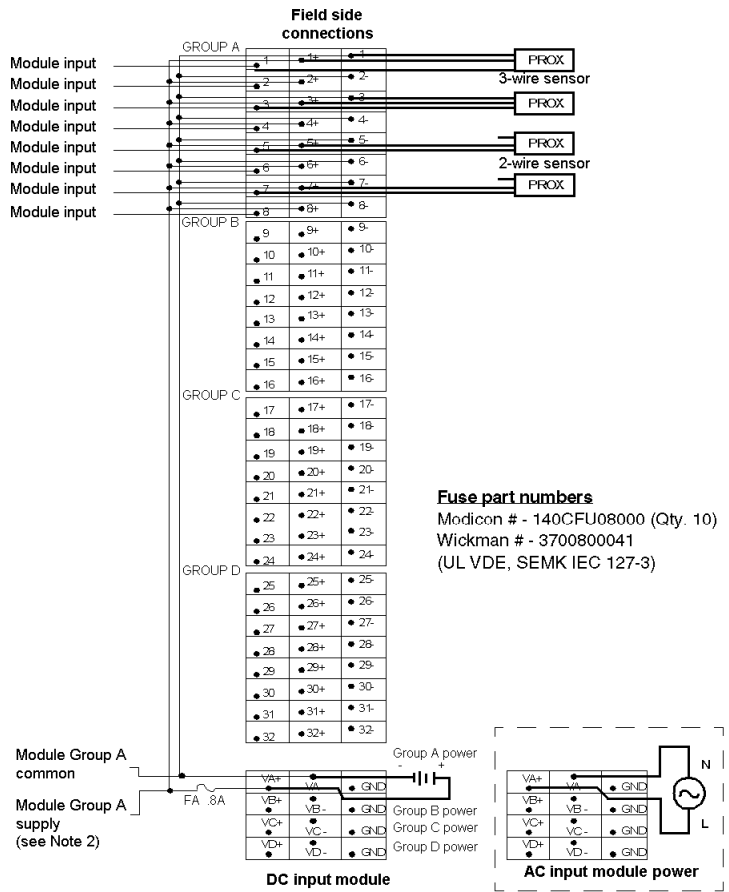 Field side
connections
GROUP A
Module input 1 1+ 1- PROX
3-wire sensor
Module input 2 2+ 2-
Module input 3 3+ 3- PROX
Module input 4 4+ 4-
Module input 5 5+ 5- PROX
2-wire sensor
Module input 6 6+ 6-
Module input 7 7+ 7- PROX
Module input 8 8+ 8-
GROUP B
9 9+ 9-
10 10+ 10-
11 11+ 11-
12 12+ 12-
13 13+ 13-
14 14+ 14-
15 15+ 15-
16 16+ 16-
GROUP C
17 17+ 17-
18 18+ 18-
19 19+ 19-
20 20+ 20-
21 21+ 21-
22 22+ 22-
23 23+ 23-
24 24+ 24-
Fuse part numbers
Modicon # - 140CFU08000 (Qty. 10)
Wickman # - 3700800041
(UL VDE, SEMK IEC 127-3)
GROUP D
25 25+ 25-
26 26+ 26-
27 27+ 27-
28 28+ 28-
29 29+ 29-
30 30+ 30-
31 31+ 31-
32 32+ 32-
Module Group A
common
Module Group A
supply
(see Note 2)
FA .8A
Group A power
- +
VA+ VA- GND
VB+ VB- GND Group B power
VC+ VC- GND Group C power
VD+ VD- GND Group D power
DC input module
N
L
VA+ VA- GND
VB+ VB- GND
VC+ VC- GND
VD+ VD- GND
AC input module power